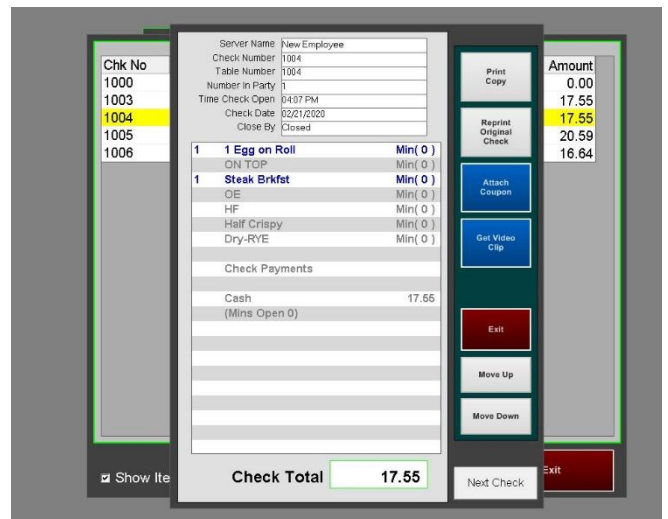 Chk No
1000
1003
1004
1005
1006
Show Ite
Server Name New Employee
Check Number 1004
Table Number 1004
Number In Party 1
Time Check Open 04:07 PM
Check Date 02/21/2020
Close By Closed
1 1 Egg on Roll Min( 0 )
ON TOP Min( 0 )
1 Steak Brkfst Min( 0 )
OE Min( 0 )
HF Min( 0 )
Half Crispy Min( 0 )
Dry-RYE Min( 0 )
Check Payments
Cash 17.55
(Mins Open 0)
Check Total 17.55
Print
Copy
Reprint
Original
Check
Attach
Coupon
Get Video
Clip
Exit
Move Up
Move Down
Next Check
Amount
0.00
17.55
17.55
20.59
16.64
Exit